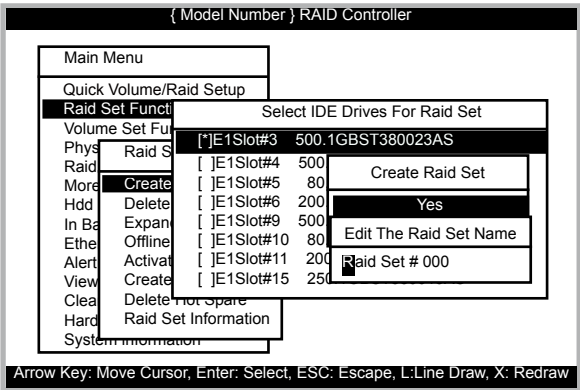 { Model Number } RAID Controller
Main Menu
Quick Volume/Raid Setup
Raid Set Functi
Volume Set Fu
Phys
Raid
More
Hdd
In Ba
Ethe
Alert
View
Clea
Hard
System Information
Raid S
Create
Delete
Expan
Offline
Activat
Create
Delete Hot Spare
Raid Set Information
Select IDE Drives For Raid Set
[*]E1Slot#3 500.1GBST380023AS
[ ]E1Slot#4 500
[ ]E1Slot#5 80
[ ]E1Slot#6 200
[ ]E1Slot#9 500
[ ]E1Slot#10 80
[ ]E1Slot#11 200
[ ]E1Slot#15 250
Create Raid Set
Yes
Edit The Raid Set Name
Raid Set # 000
Arrow Key: Move Cursor, Enter: Select, ESC: Escape, L:Line Draw, X: Redraw